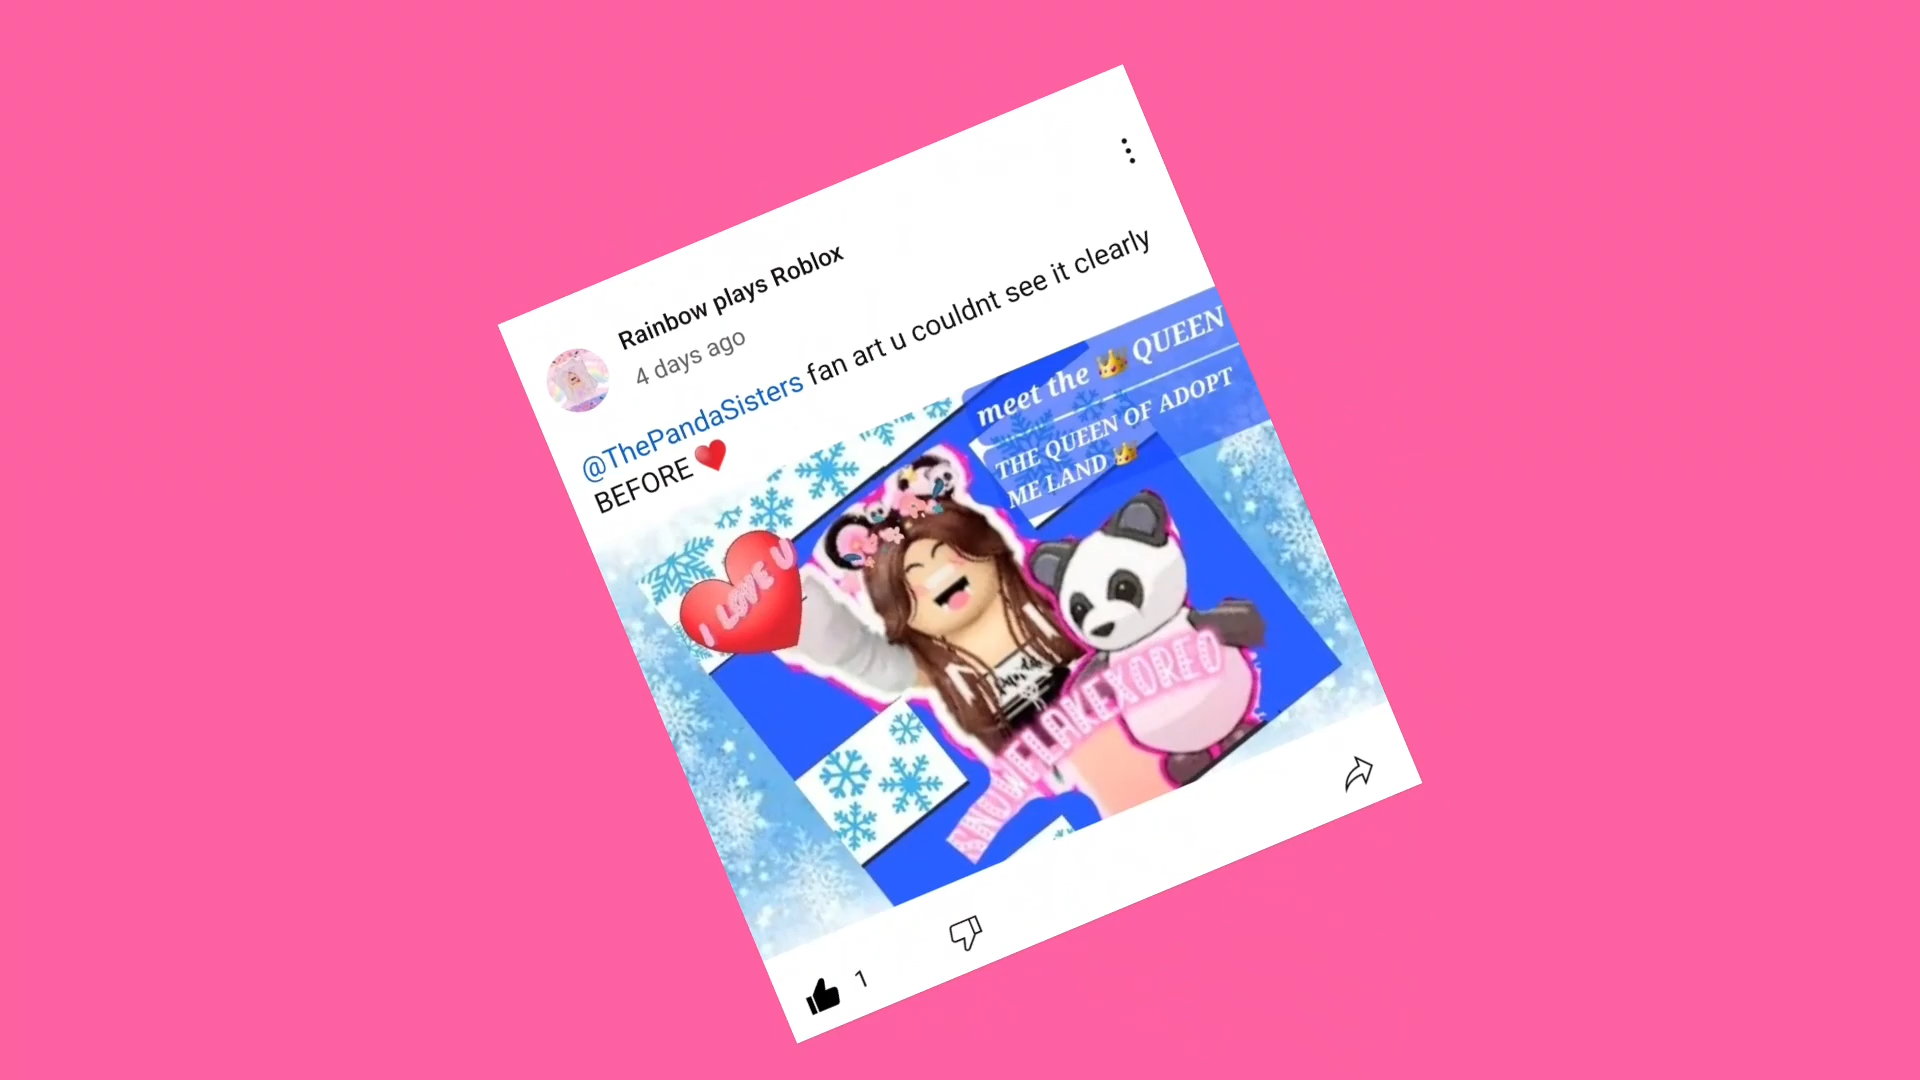 Rainbow plays Roblox
4 days ago
@ThePandaSisters fan art u couldnt see it clearly
BEFORE❤️
meet the 👑 QUEEN
THE QUEEN OF ADOPT
ME LAND 👑
I LOVE U
SNOWFLAKEXOREO
1